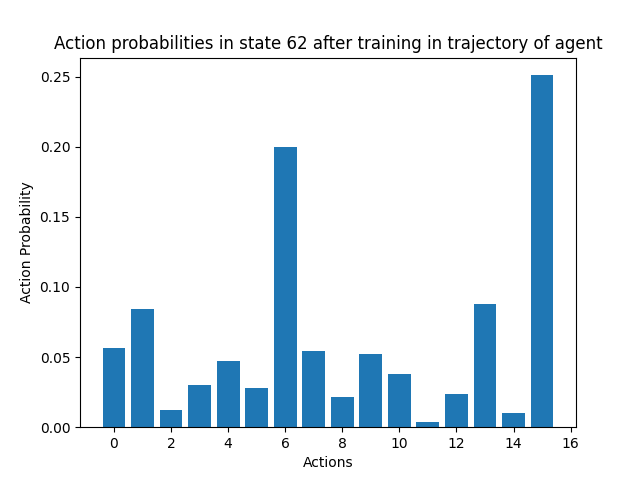 Action probabilities in state 62 after training in trajectory of agent
0.25
0.20
0.15
0.10
0.05
0.00
Action Probability
0 2 4 6 8 10 12 14 16
Actions